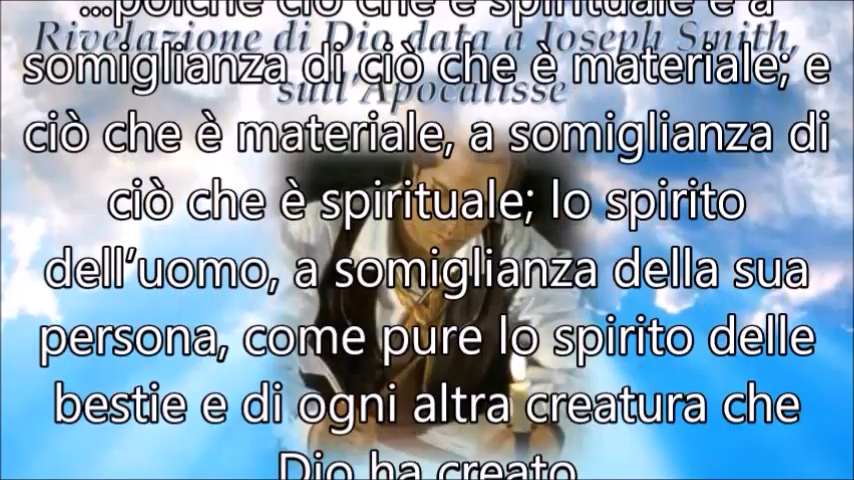 ...poiché ciò che è spirituale è a
Rivelazione di Dio data a Joseph Smith,
somiglianza di ciò che è materiale; e
sull'Apocalisse
ciò che è materiale, a somiglianza di
ciò che è spirituale; lo spirito
dell'uomo, a somiglianza della sua
persona, come pure lo spirito delle
bestie e di ogni altra creatura che
Dio ha creato